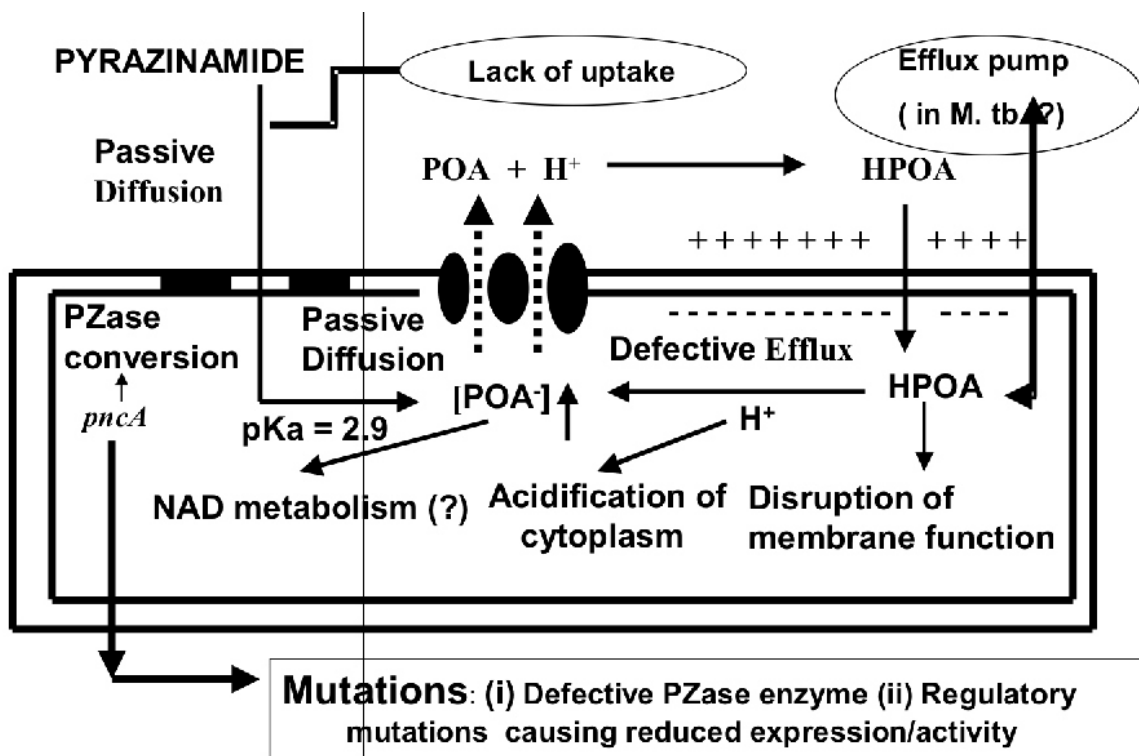 PYRAZINAMIDE
Lack of uptake
Efflux pump
( in M. tb. ?)
Passive
Diffusion
POA + H⁺
HPOA
+ + + + + + +
+ + + +
PZase
conversion
Passive
Diffusion
Defective Efflux
pncA
[POA-]
HPOA
H⁺
pKa = 2.9
NAD metabolism (?)
Acidification of
cytoplasm
Disruption of
membrane function
Mutations: (i) Defective PZase enzyme (ii) Regulatory
mutations causing reduced expression/activity